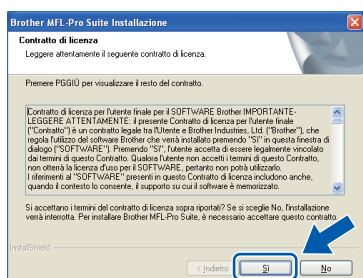 Brother MFL-Pro Suite Installazione
Contratto di licenza
Leggere attentamente il seguente contratto di licenza.
Premere PGGIÙ per visualizzare il resto del contratto.
Contratto di licenza per l'utente finale per il SOFTWARE Brother IMPORTANTE-
LEGGERE ATTENTAMENTE: il presente Contratto di licenza per l'utente finale
("Contratto") è un contratto legale tra l'Utente e Brother Industries, Ltd. ("Brother"), che
regola l'utilizzo del software Brother che verrà installato premendo "SI" in questa finestra di
dialogo ("SOFTWARE"). Premendo "SI", l'utente accetta di essere legalmente vincolato
dai termini di questo Contratto. Qualora l'utente non accetti i termini di questo Contratto,
non otterrà la licenza d'uso per il SOFTWARE, pertanto non potrà utilizzarlo.
I riferimenti al "SOFTWARE" presenti in questo Contratto di licenza includono anche,
quando il contesto lo consente, il supporto su cui il software è memorizzato.
Si accettano i termini del contratto di licenza sopra riportati? Se si sceglie No, l'installazione
verrà interrotta. Per installare Brother MFL-Pro Suite, è necessario accettare questo contratto.
InstallShield
< Indietro
Sì
No